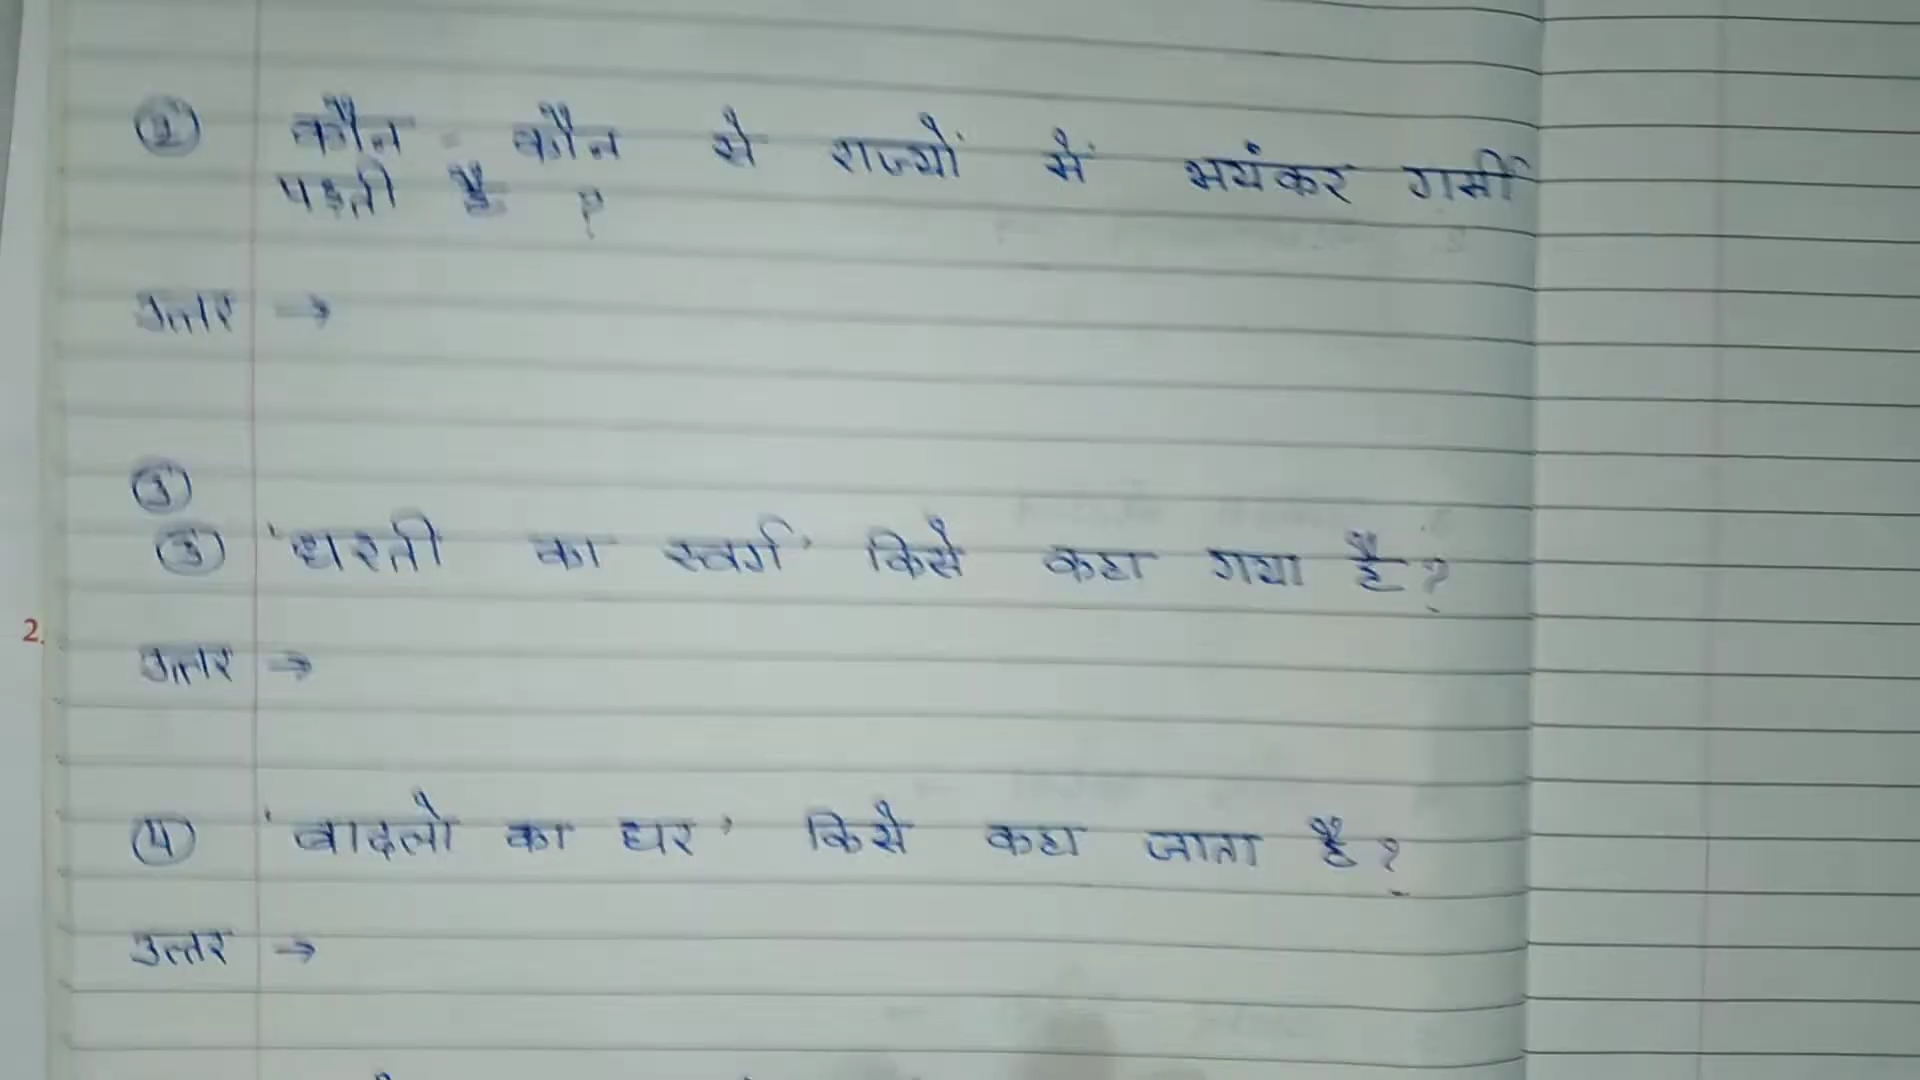 ② कौन - कौन से राज्यों में भयंकर गर्मी
पड़ती है ?
उत्तर →
③
③ 'धरती का स्वर्ग' किसे कहा गया है?
2.
उत्तर →
④ 'बादलो का घर' किसे कहा जाता है?
उत्तर →